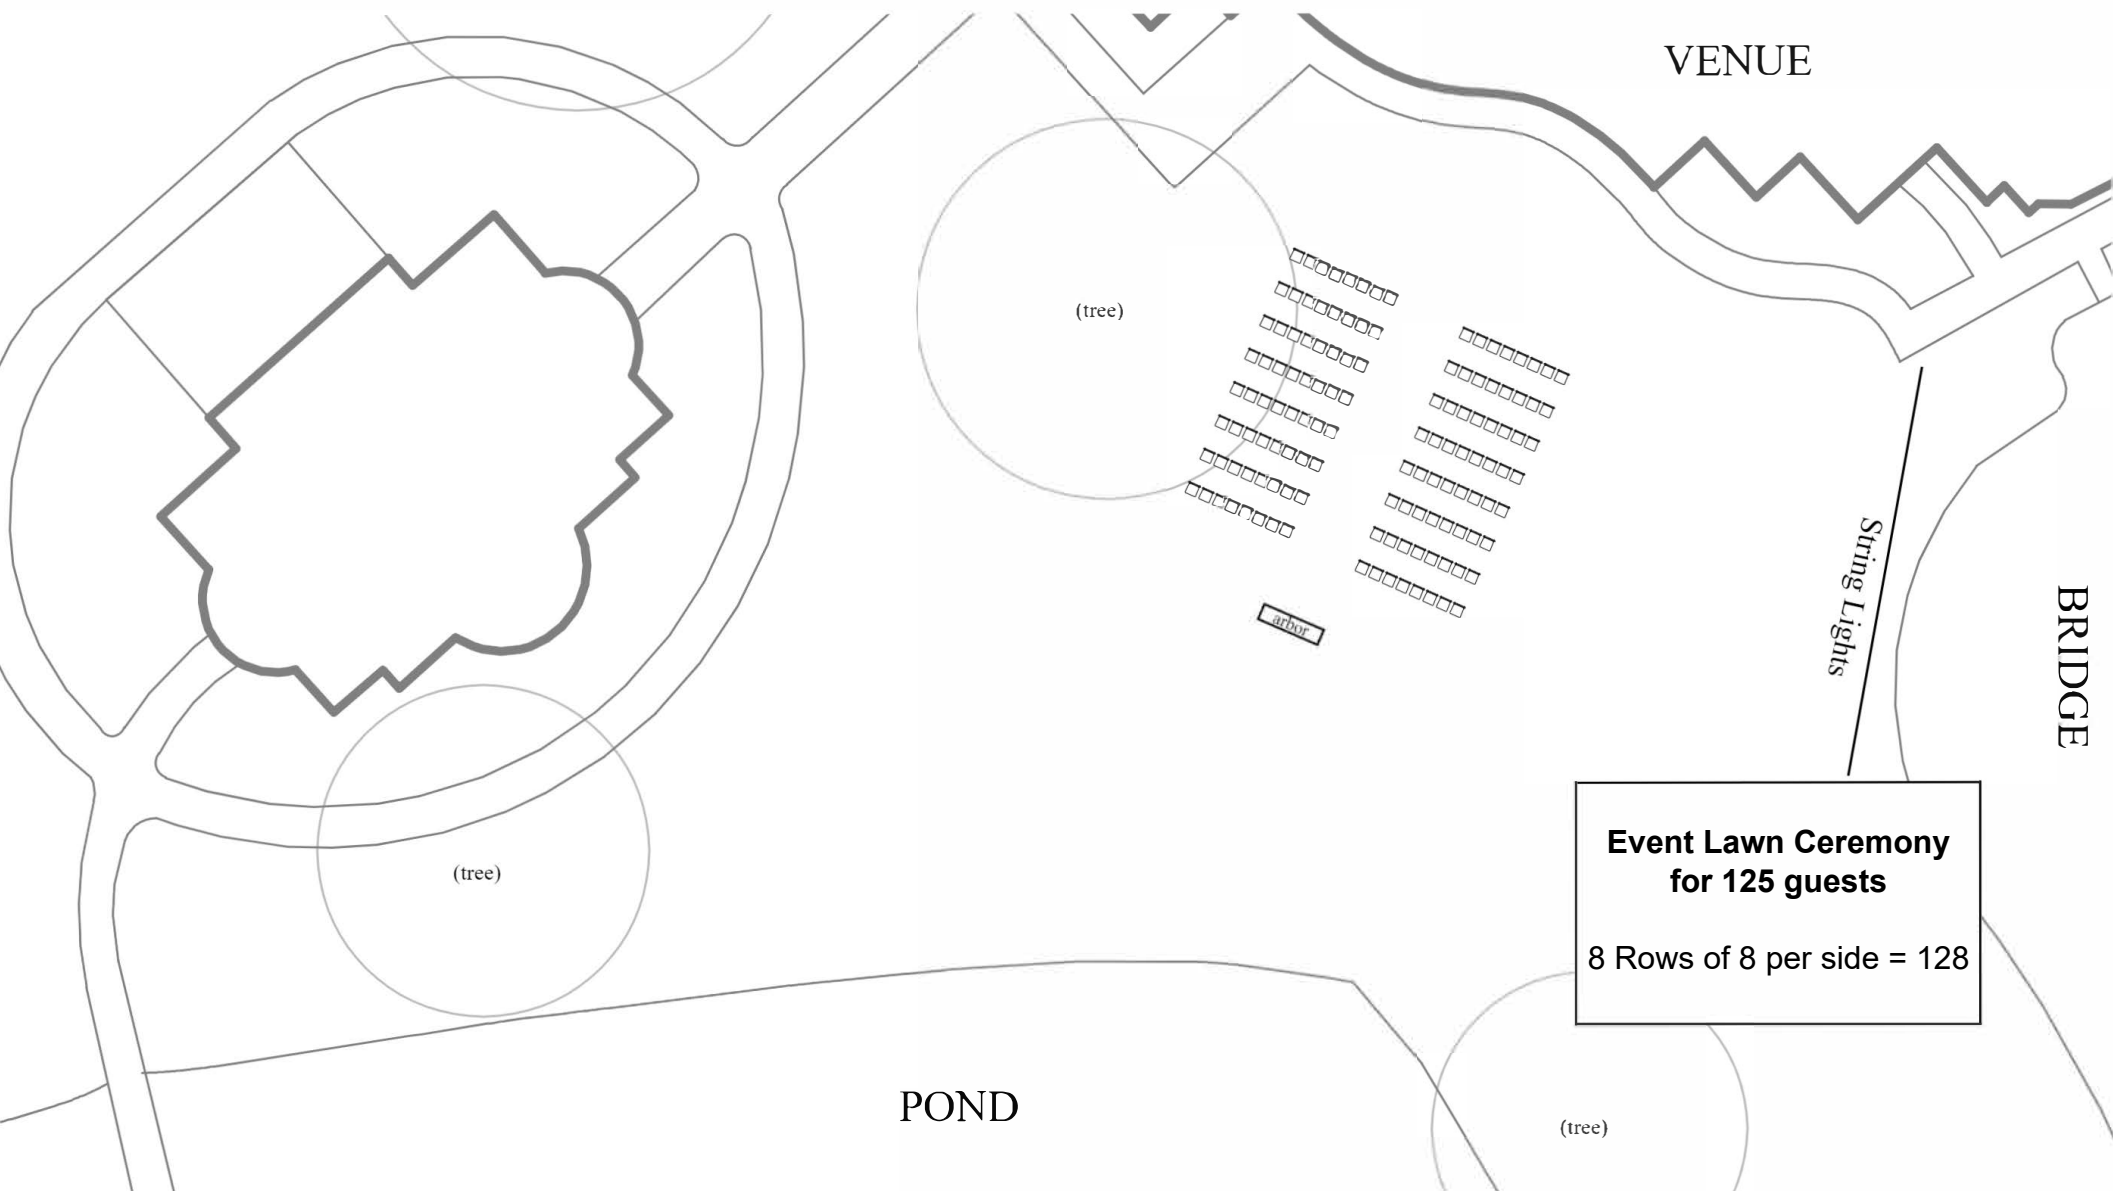 VENUE
(tree)
arbor
String Lights
BRIDGE
Event Lawn Ceremony
for 125 guests
8 Rows of 8 per side = 128
(tree)
POND
(tree)